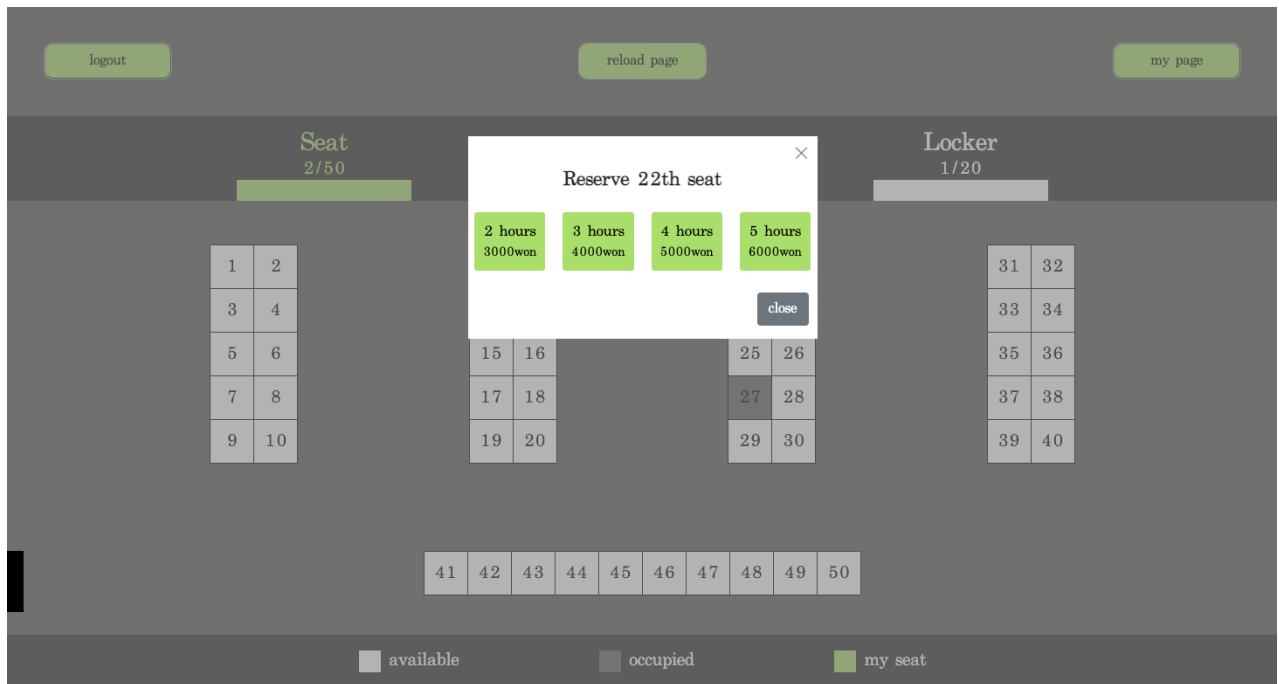 logout
reload page
my page
Seat
2/50
Locker
1/20
Reserve 22th seat
2 hours
3000won
3 hours
4000won
4 hours
5000won
5 hours
6000won
close
1 2
3 4
5 6
7 8
9 10
15 16
17 18
19 20
25 26
27 28
29 30
31 32
33 34
35 36
37 38
39 40
41 42 43 44 45 46 47 48 49 50
available
occupied
my seat